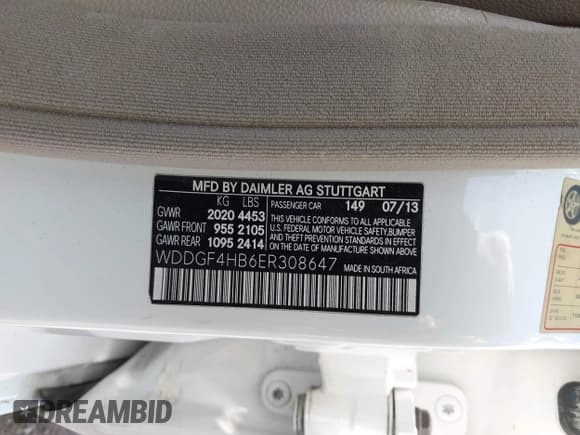 MFD BY DAIMLER AG STUTTGART
KG LBS
GVWR 2020 4453
GAWR FRONT 955 2105
GAWR REAR 1095 2414
PASSENGER CAR 149 07/13
THIS VEHICLE CONFORMS TO ALL APPLICABLE
U.S. FEDERAL MOTOR VEHICLE SAFETY,BUMPER
AND THEFT PREVENTION STANDARDS IN EFFECT
ON THE DATE OF MANUFACTURE SHOWN ABOVE.
WDDGF4HB6ER308647 MADE IN SOUTH AFRICA
DREAMBID